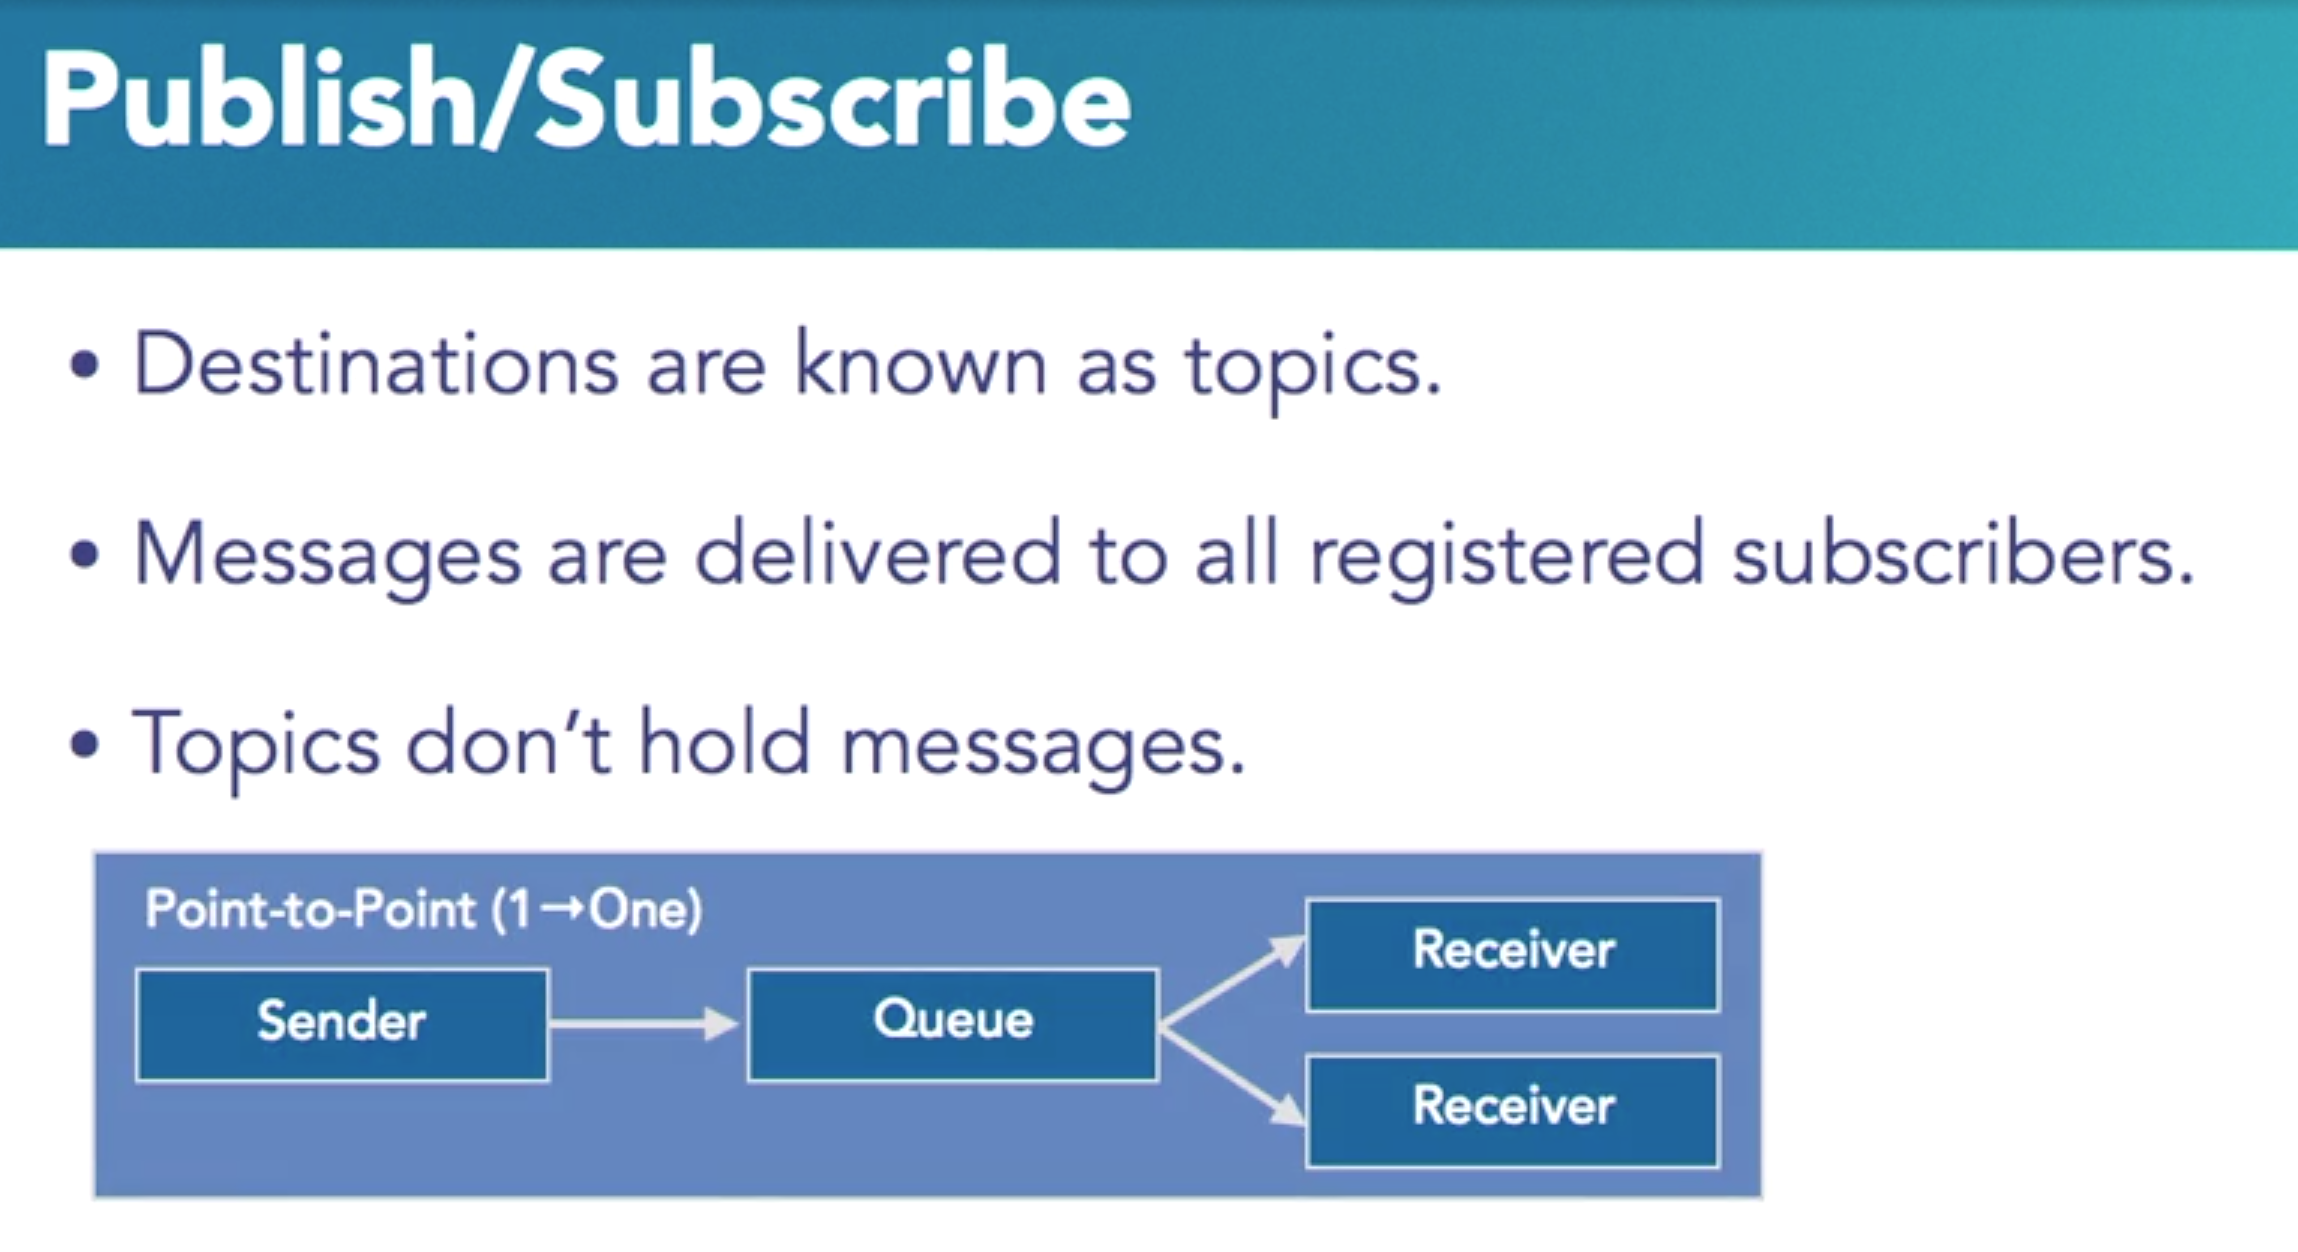 Publish/Subscribe
• Destinations are known as topics.
• Messages are delivered to all registered subscribers.
• Topics don't hold messages.
Point-to-Point (1→One)
Sender
Queue
Receiver
Receiver